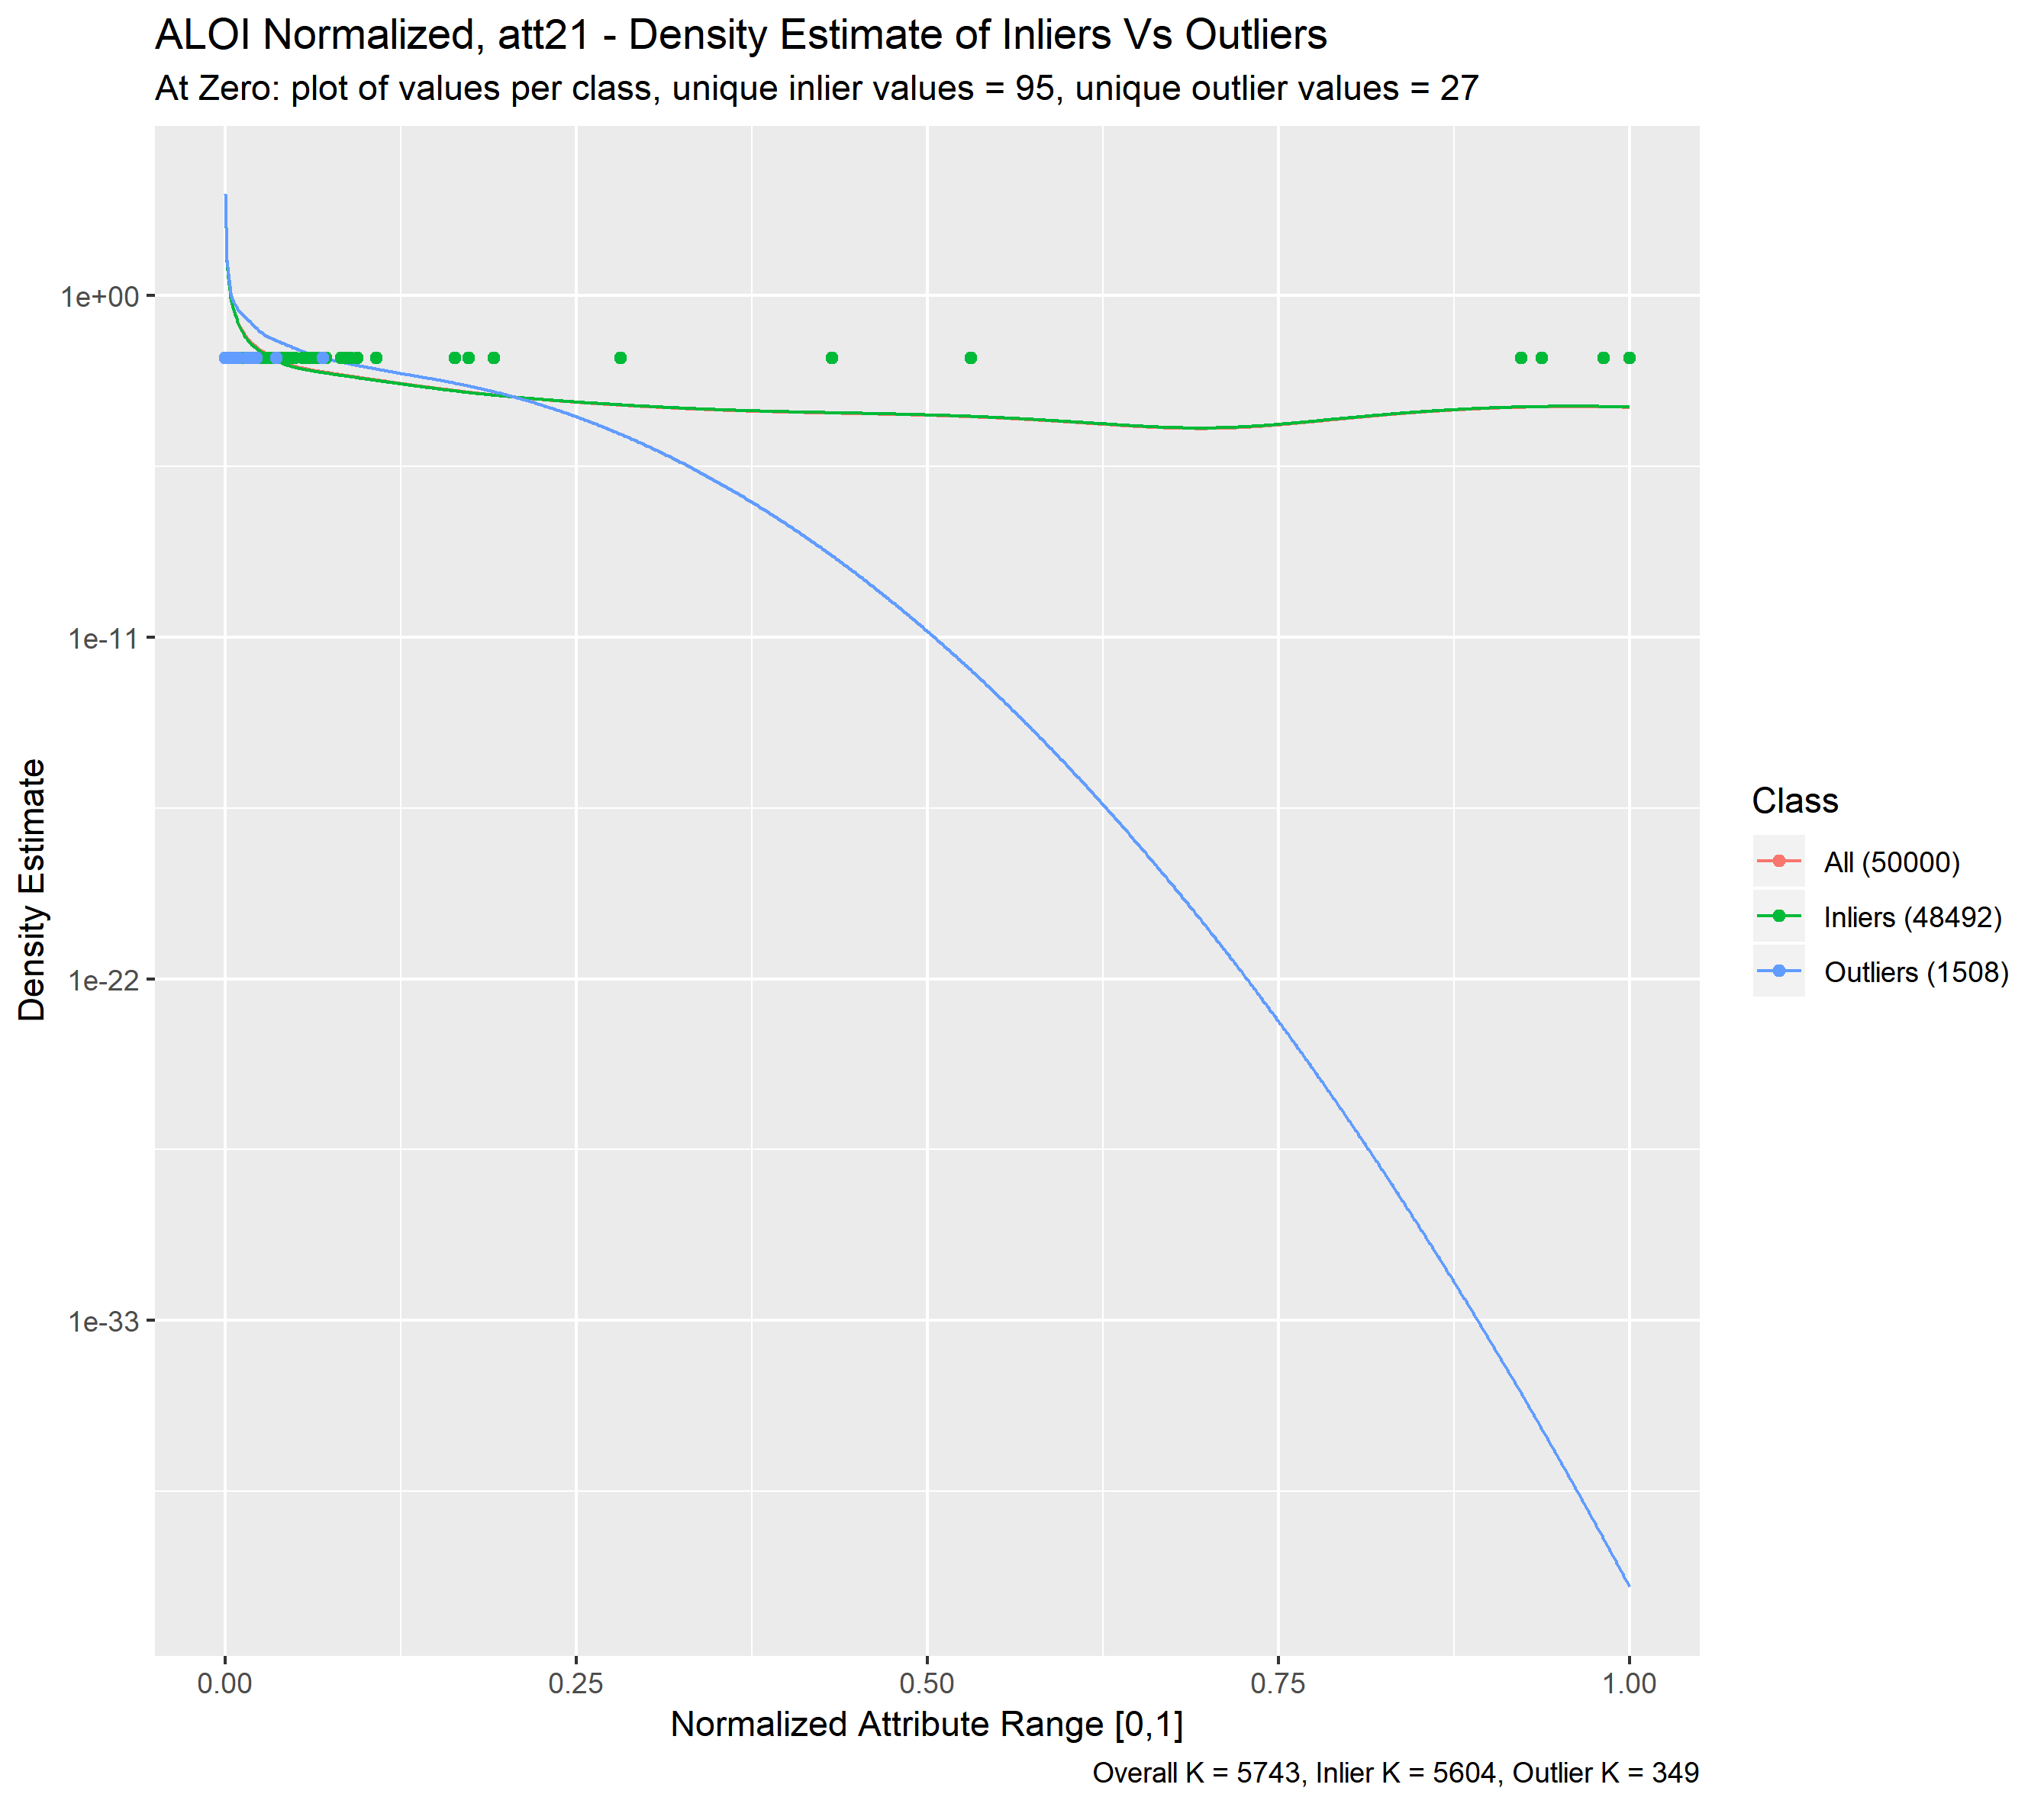 ALOI Normalized, att21 - Density Estimate of Inliers Vs Outliers
At Zero: plot of values per class, unique inlier values = 95, unique outlier values = 27
Density Estimate
1e+00
1e-11
1e-22
1e-33
0.00
0.25
0.50
0.75
1.00
Normalized Attribute Range [0,1]
Overall K = 5743, Inlier K = 5604, Outlier K = 349
Class
All (50000)
Inliers (48492)
Outliers (1508)